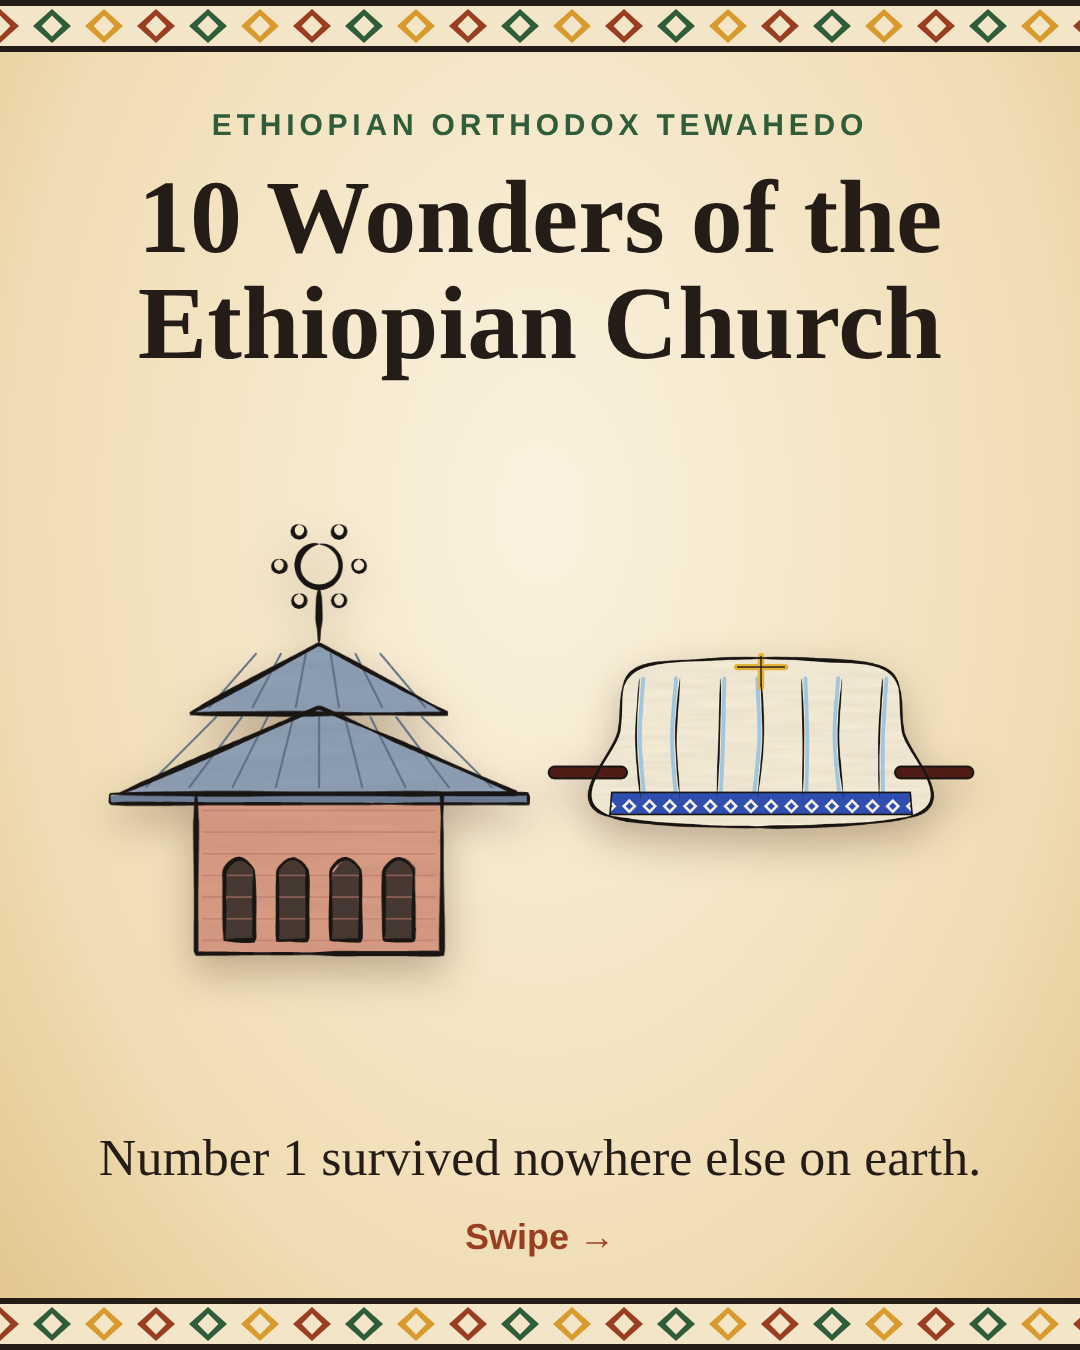 ETHIOPIAN ORTHODOX TEWAHEDO
10 Wonders of the
Ethiopian Church
Number 1 survived nowhere else on earth.
Swipe →